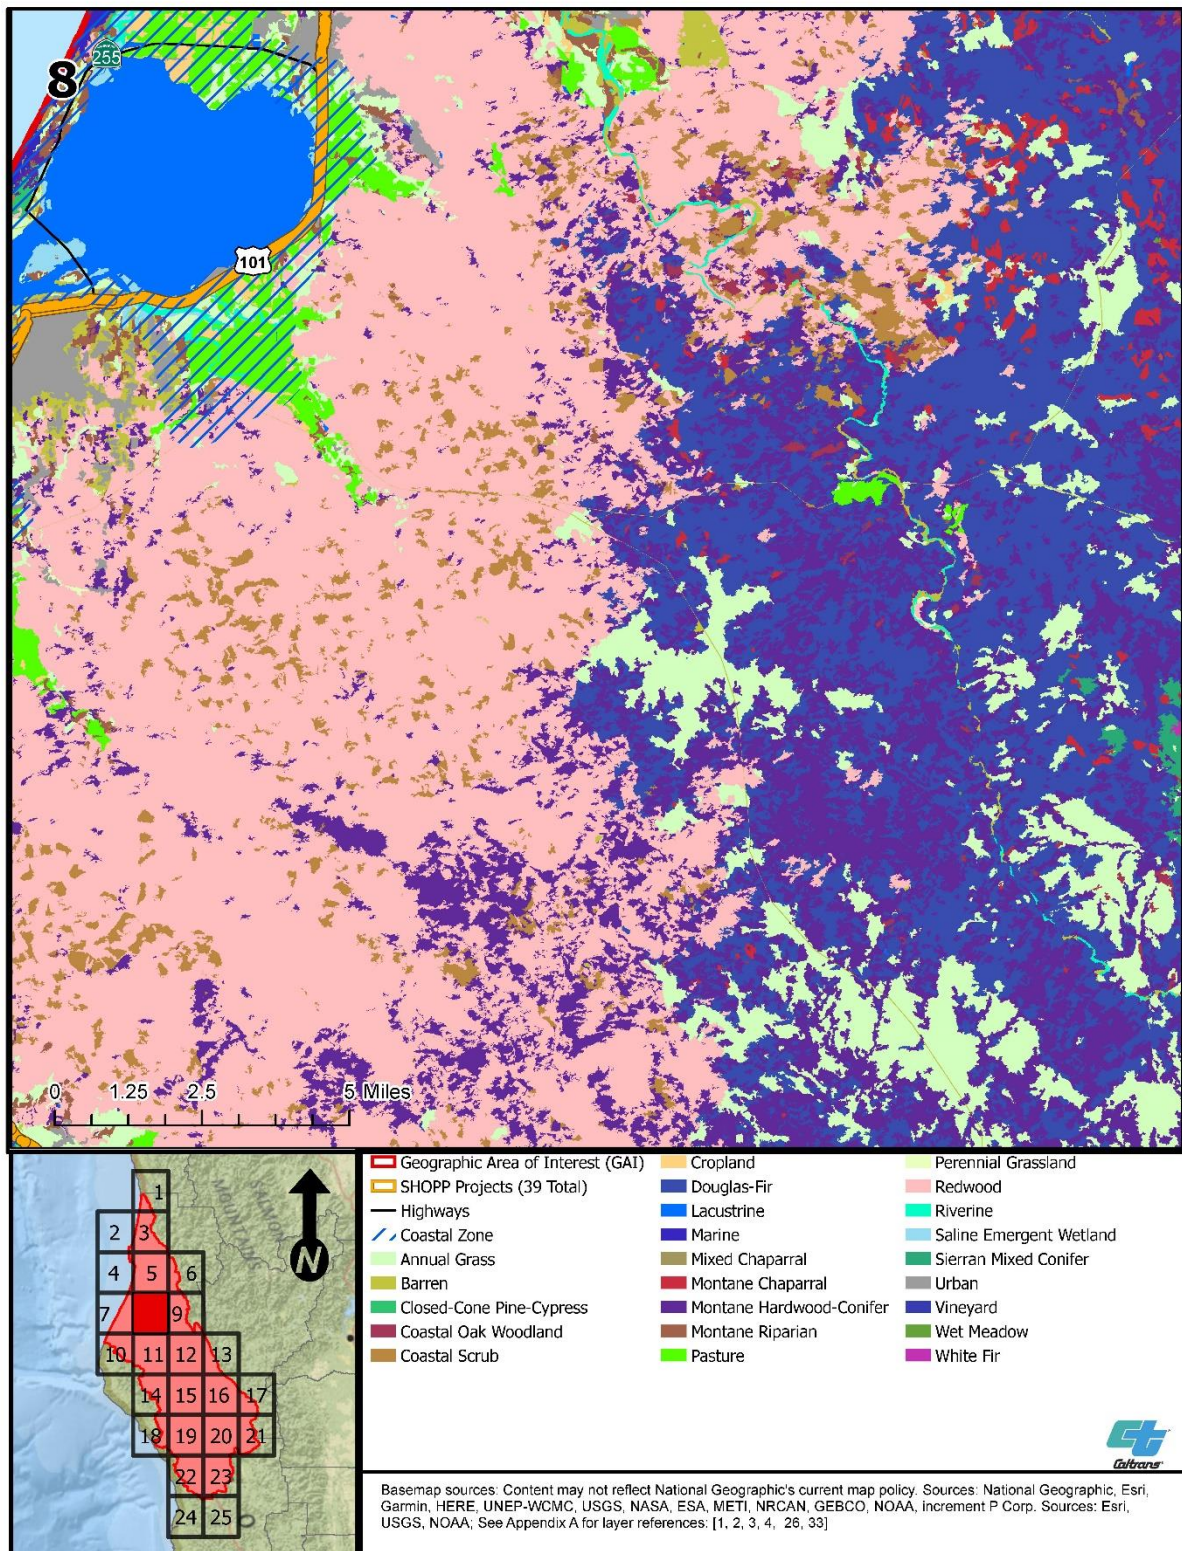 255
8
101
0 1.25 2.5 5 Miles
1
2 3
4 5 6
7 9
10 11 12 13
14 15 16 17
18 19 20 21
22 23
24 25
SALMON
MOUNTAINS
N
Geographic Area of Interest (GAI)
SHOPP Projects (39 Total)
Highways
Coastal Zone
Annual Grass
Barren
Closed-Cone Pine-Cypress
Coastal Oak Woodland
Coastal Scrub
Cropland
Douglas-Fir
Lacustrine
Marine
Mixed Chaparral
Montane Chaparral
Montane Hardwood-Conifer
Montane Riparian
Pasture
Perennial Grassland
Redwood
Riverine
Saline Emergent Wetland
Sierran Mixed Conifer
Urban
Vineyard
Wet Meadow
White Fir
ct
Caltrans
Basemap sources: Content may not reflect National Geographic's current map policy. Sources: National Geographic, Esri,
Garmin, HERE, UNEP-WCMC, USGS, NASA, ESA, METI, NRCAN, GEBCO, NOAA, increment P Corp. Sources: Esri,
USGS, NOAA; See Appendix A for layer references: [1, 2, 3, 4, 26, 33]